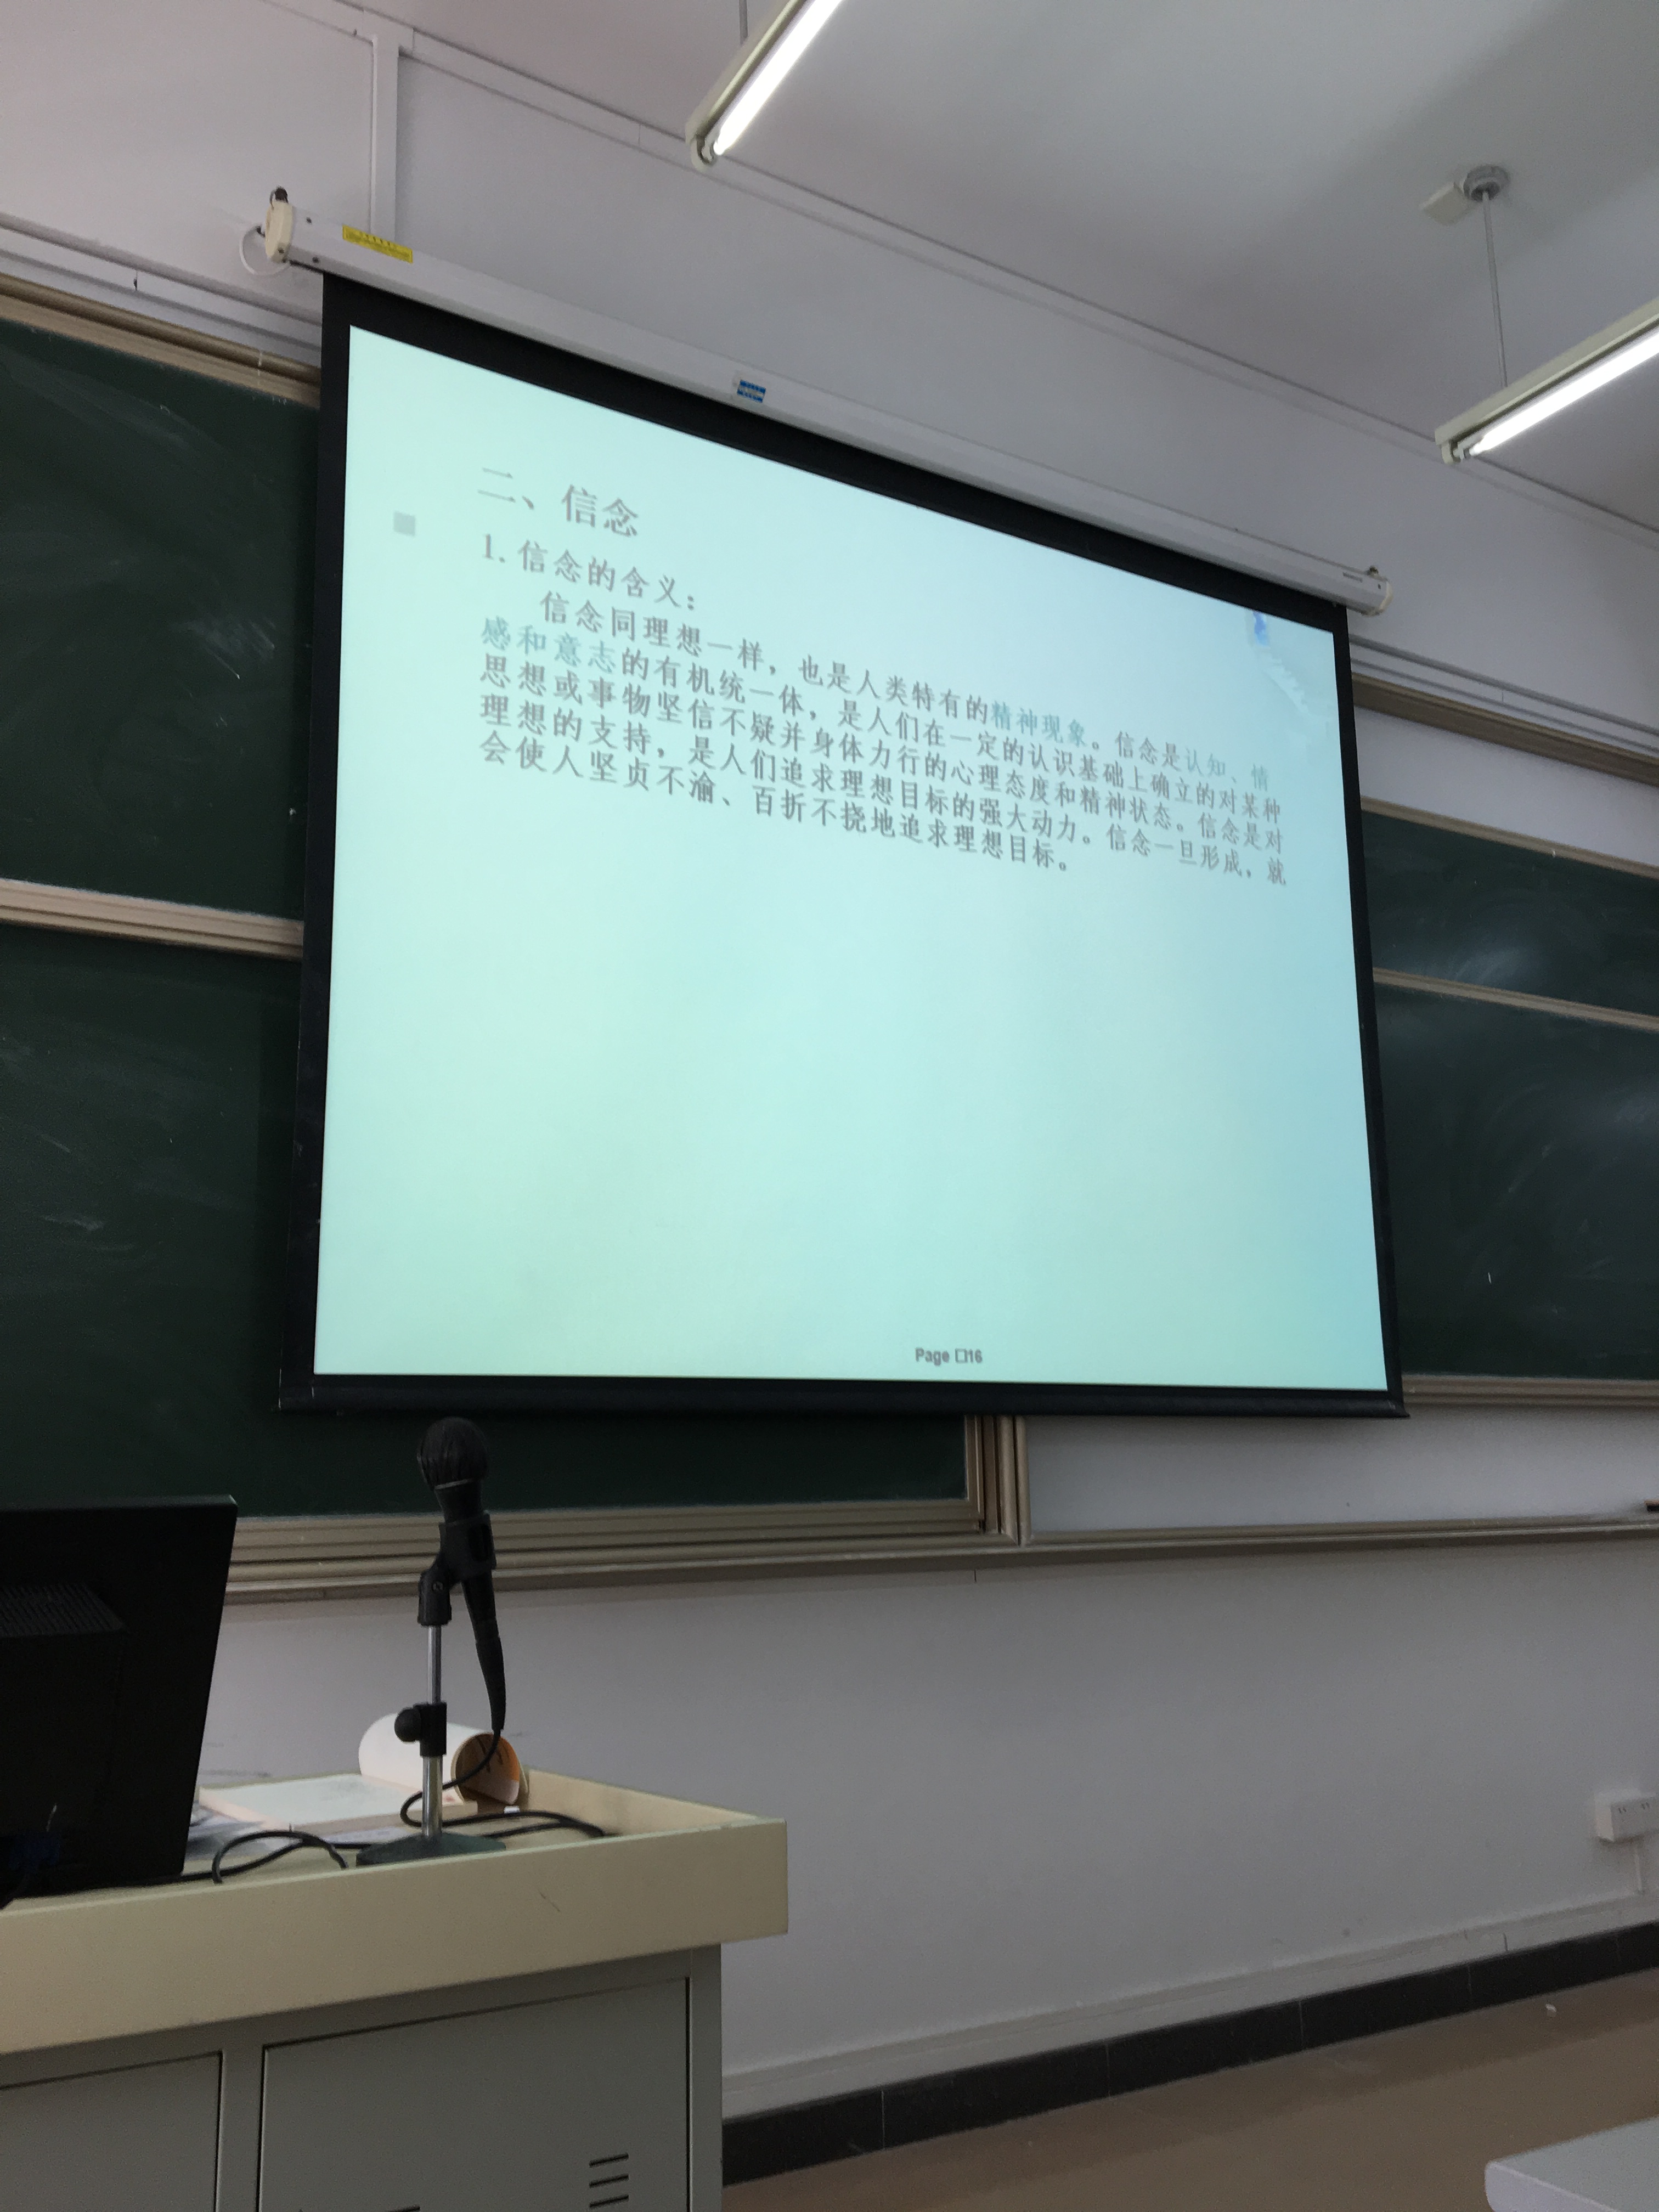 二、信念
1.信念的含义：
信念同理想一样，也是人类特有的精神现象。信念是认知、情
感和意志的有机统一体，是人们在一定的认识基础上确立的对某种
思想或事物坚信不疑并身体力行的心理态度和精神状态。信念是对
理想的支持，是人们追求理想目标的强大动力。信念一旦形成，就
会使人坚贞不渝、百折不挠地追求理想目标。
Page □16